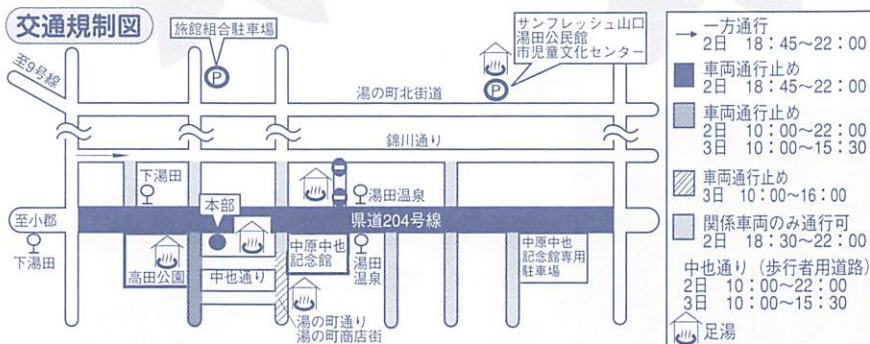 交通規制図
旅館組合駐車場
サンフレッシュ山口
湯田公民館
市児童文化センター
至9号線
P
P
湯の町北街道
錦川通り
下湯田
本部
湯田温泉
至小郡
県道204号線
下湯田
高田公園
中也通り
中原中也
記念館
湯田
温泉
中原中也
記念館専用
駐車場
湯の町通り
湯の町商店街
→ 一方通行
2日 18:45~22:00
車両通行止め
2日 18:45~22:00
車両通行止め
2日 10:00~22:00
3日 10:00~15:30
車両通行止め
3日 10:00~16:00
関係車両のみ通行可
2日 18:30~22:00
中也通り(歩行者用道路)
2日 10:00~22:00
3日 10:00~15:30
足湯